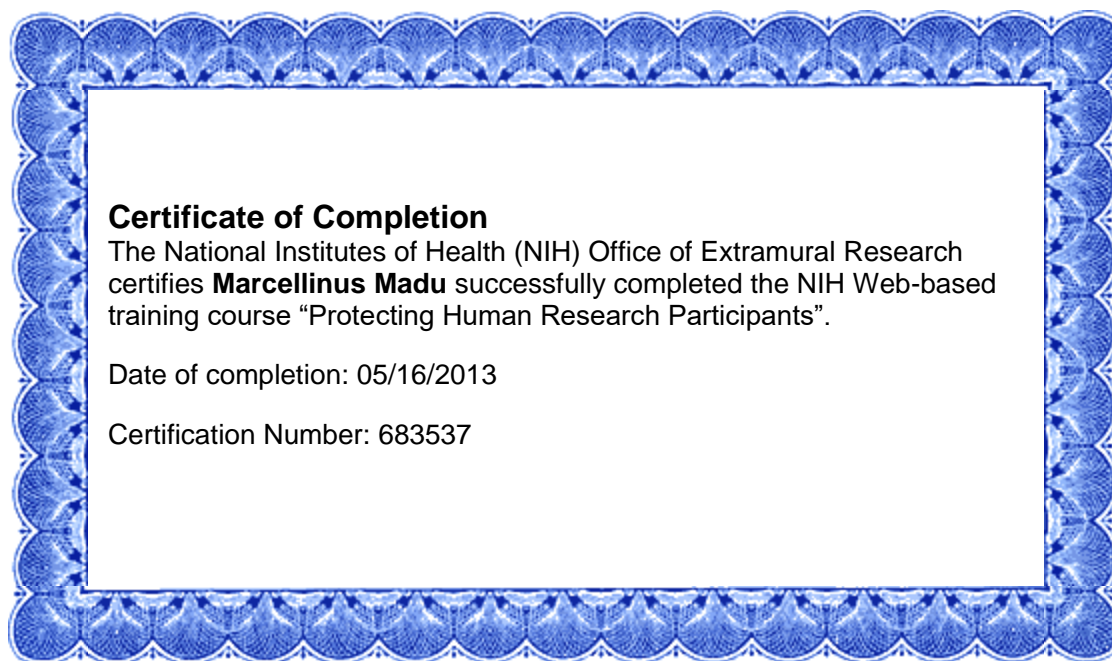 Certificate of Completion
The National Institutes of Health (NIH) Office of Extramural Research
certifies Marcellinus Madu successfully completed the NIH Web-based
training course “Protecting Human Research Participants”.
Date of completion: 05/16/2013
Certification Number: 683537